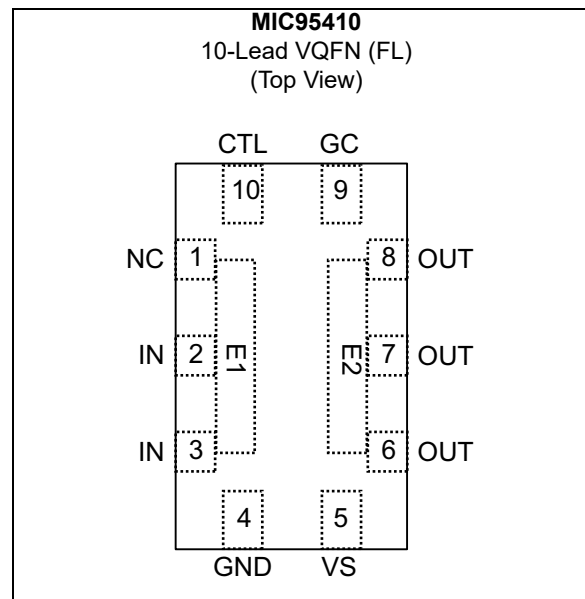 MIC95410
10-Lead VQFN (FL)
(Top View)
CTL GC
10 9
NC 1 8 OUT
IN 2 E1 E2 7 OUT
IN 3 6 OUT
4 5
GND VS